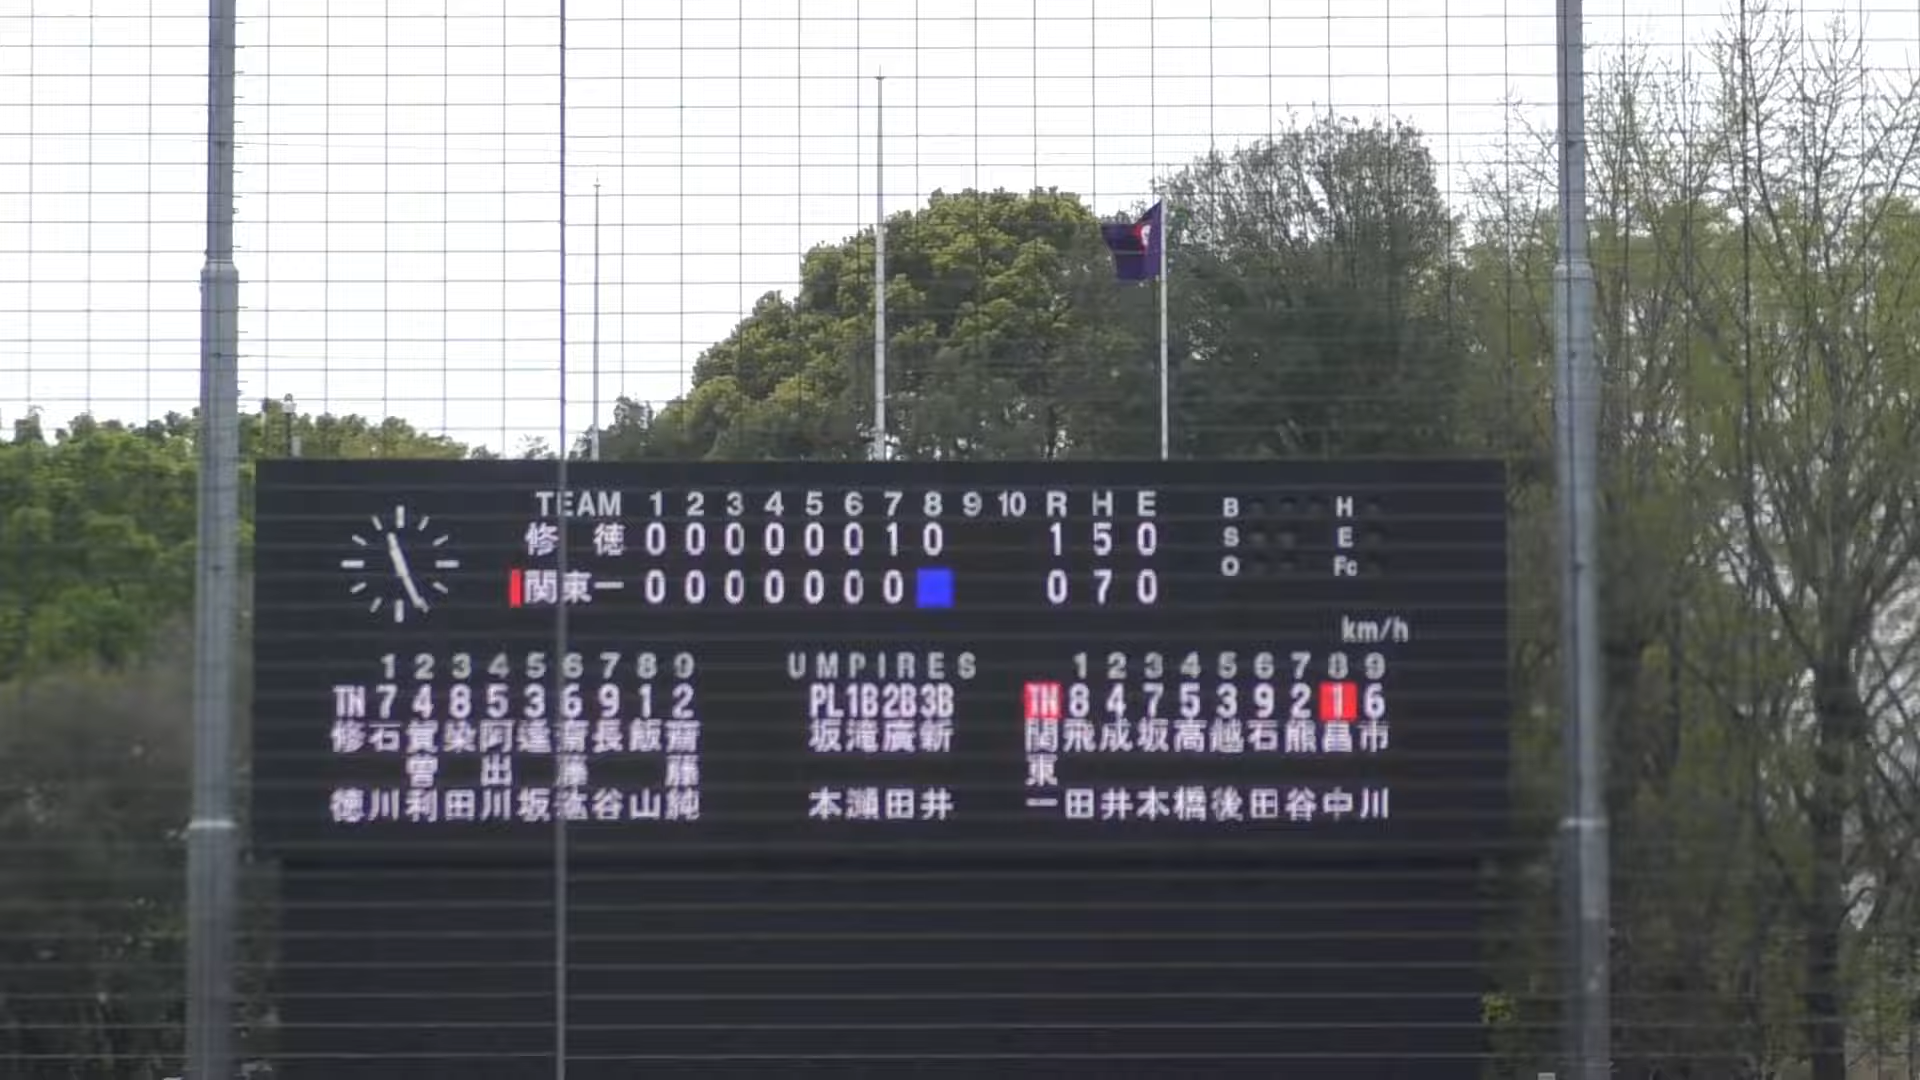 TEAM 1 2 3 4 5 6 7 8 9 10 R H E
修 徳 0 0 0 0 0 0 1 0 1 5 0
関東一 0 0 0 0 0 0 0 0 7 0
B H
S E
O Fc
km/h
1 2 3 4 5 6 7 8 9
TH 7 4 8 5 3 6 9 1 2
修 石 賀 染 阿 逢 斎 長 飯 齋
曽 出 藤 藤
徳 川 利 田 川 坂 谷 山 純
UMPIRES
PL 1B 2B 3B
坂 滝 廣 新
本 瀬 田 井
1 2 3 4 5 6 7 8 9
TH 8 4 7 5 3 9 2 1 6
関 飛 成 坂 高 越 石 熊 畠 市
東
一 田 井 本 橋 後 田 谷 中 川